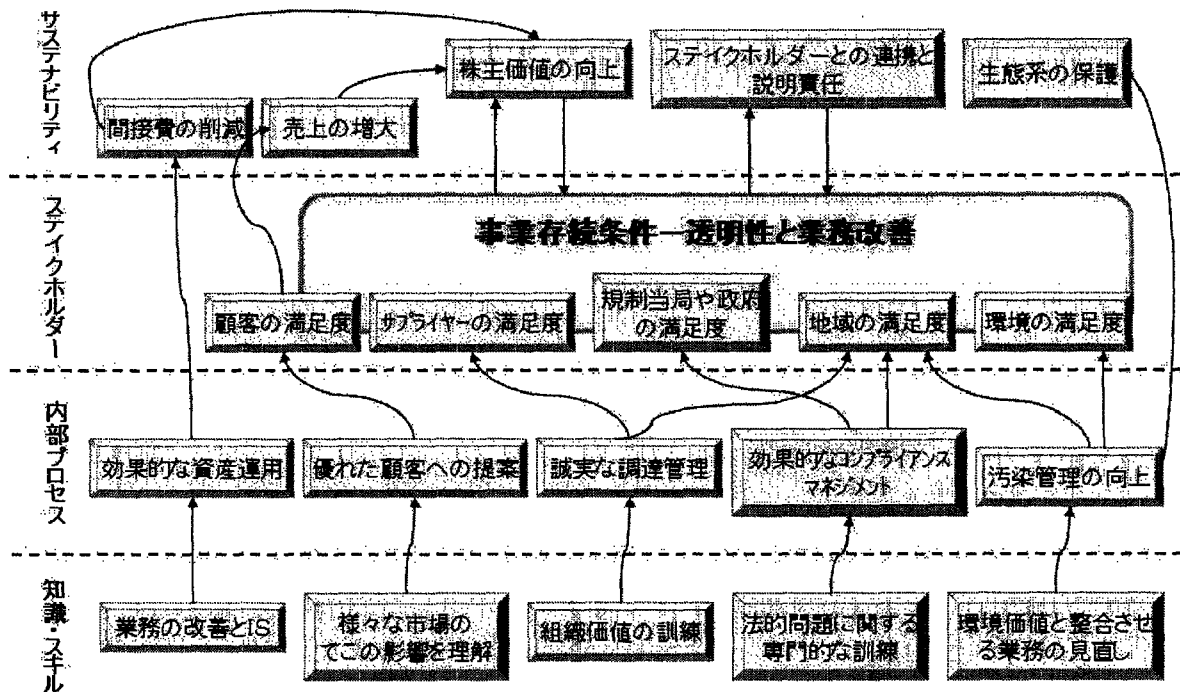 サステナビリティ
株主価値の向上
ステイクホルダーとの連携と
説明責任
生態系の保護
間接費の削減
売上の増大
ステイクホルダー
事業存続条件―透明性と業務改善
顧客の満足度
サプライヤーの満足度
規制当局や政府
の満足度
地域の満足度
環境の満足度
内部プロセス
効果的な資産運用
優れた顧客への提案
誠実な調達管理
効果的なコンプライアンス
マネジメント
汚染管理の向上
知識・スキル
業務の改善とIS
様々な市場の
てこの影響を理解
組織価値の訓練
法的問題に関する
専門的な訓練
環境価値と整合させ
る業務の見直し